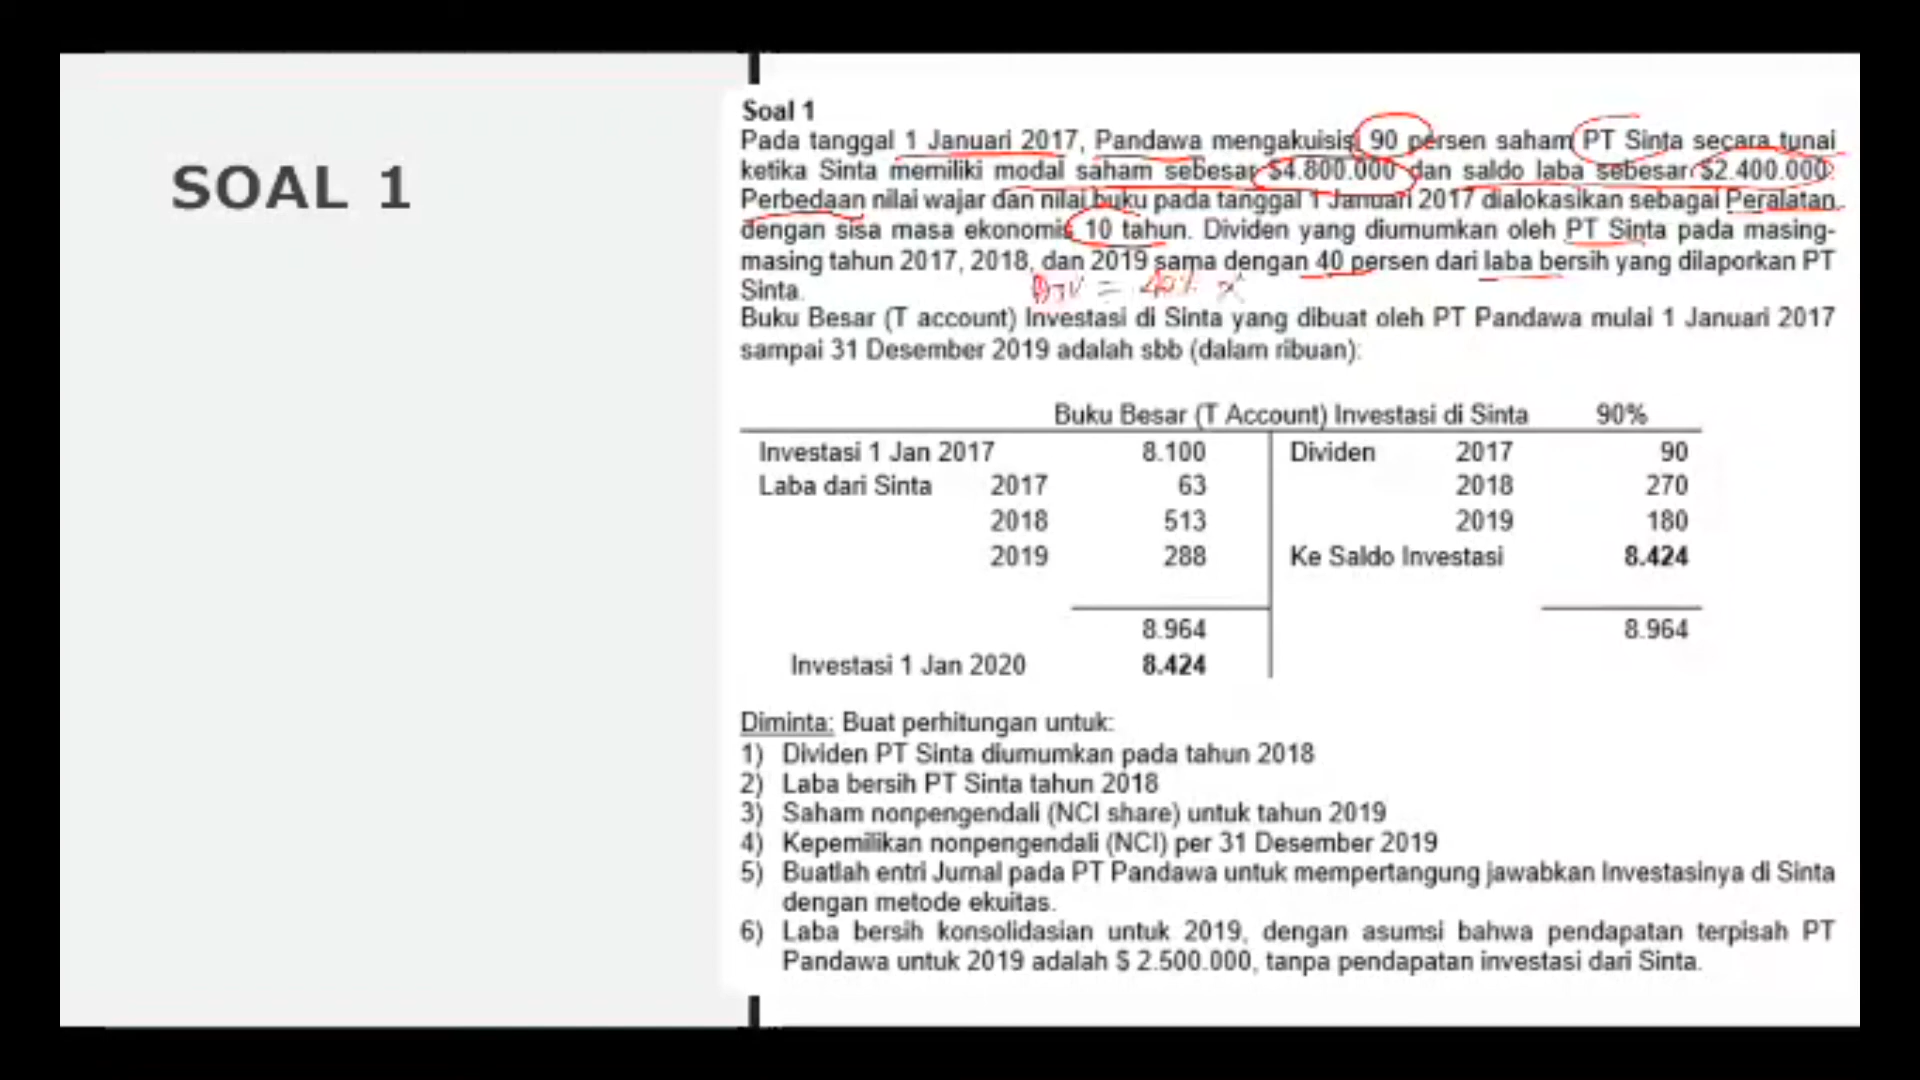 SOAL 1
Soal 1
Pada tanggal 1 Januari 2017, Pandawa mengakuisisi 90 persen saham PT Sinta secara tunai
ketika Sinta memiliki modal saham sebesar $4.800.000 dan saldo laba sebesar $2.400.000.
Perbedaan nilai wajar dan nilai buku pada tanggal 1 Januari 2017 dialokasikan sebagai Peralatan
dengan sisa masa ekonomis 10 tahun. Dividen yang diumumkan oleh PT Sinta pada masing-
masing tahun 2017, 2018, dan 2019 sama dengan 40 persen dari laba bersih yang dilaporkan PT
Sinta.
= 40% x
Buku Besar (T account) Investasi di Sinta yang dibuat oleh PT Pandawa mulai 1 Januari 2017
sampai 31 Desember 2019 adalah sbb (dalam ribuan):
Buku Besar (T Account) Investasi di Sinta 90%
Investasi 1 Jan 2017 8.100 Dividen 2017 90
Laba dari Sinta 2017 63 2018 270
2018 513 2019 180
2019 288 Ke Saldo Investasi 8.424
8.964 8.964
Investasi 1 Jan 2020 8.424
Diminta: Buat perhitungan untuk:
1) Dividen PT Sinta diumumkan pada tahun 2018
2) Laba bersih PT Sinta tahun 2018
3) Saham nonpengendali (NCI share) untuk tahun 2019
4) Kepemilikan nonpengendali (NCI) per 31 Desember 2019
5) Buatlah entri Jurnal pada PT Pandawa untuk mempertangung jawabkan Investasinya di Sinta
dengan metode ekuitas.
6) Laba bersih konsolidasian untuk 2019, dengan asumsi bahwa pendapatan terpisah PT
Pandawa untuk 2019 adalah $ 2.500.000, tanpa pendapatan investasi dari Sinta.